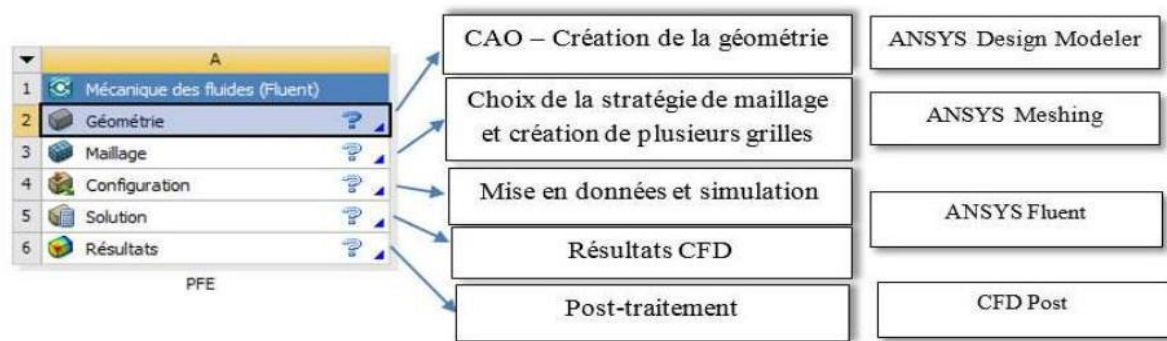 A
1 Mécanique des fluides (Fluent)
2 Géométrie ?
3 Maillage ?
4 Configuration ?
5 Solution ?
6 Résultats ?
PFE
CAO – Création de la géométrie
Choix de la stratégie de maillage
et création de plusieurs grilles
Mise en données et simulation
Résultats CFD
Post-traitement
ANSYS Design Modeler
ANSYS Meshing
ANSYS Fluent
CFD Post